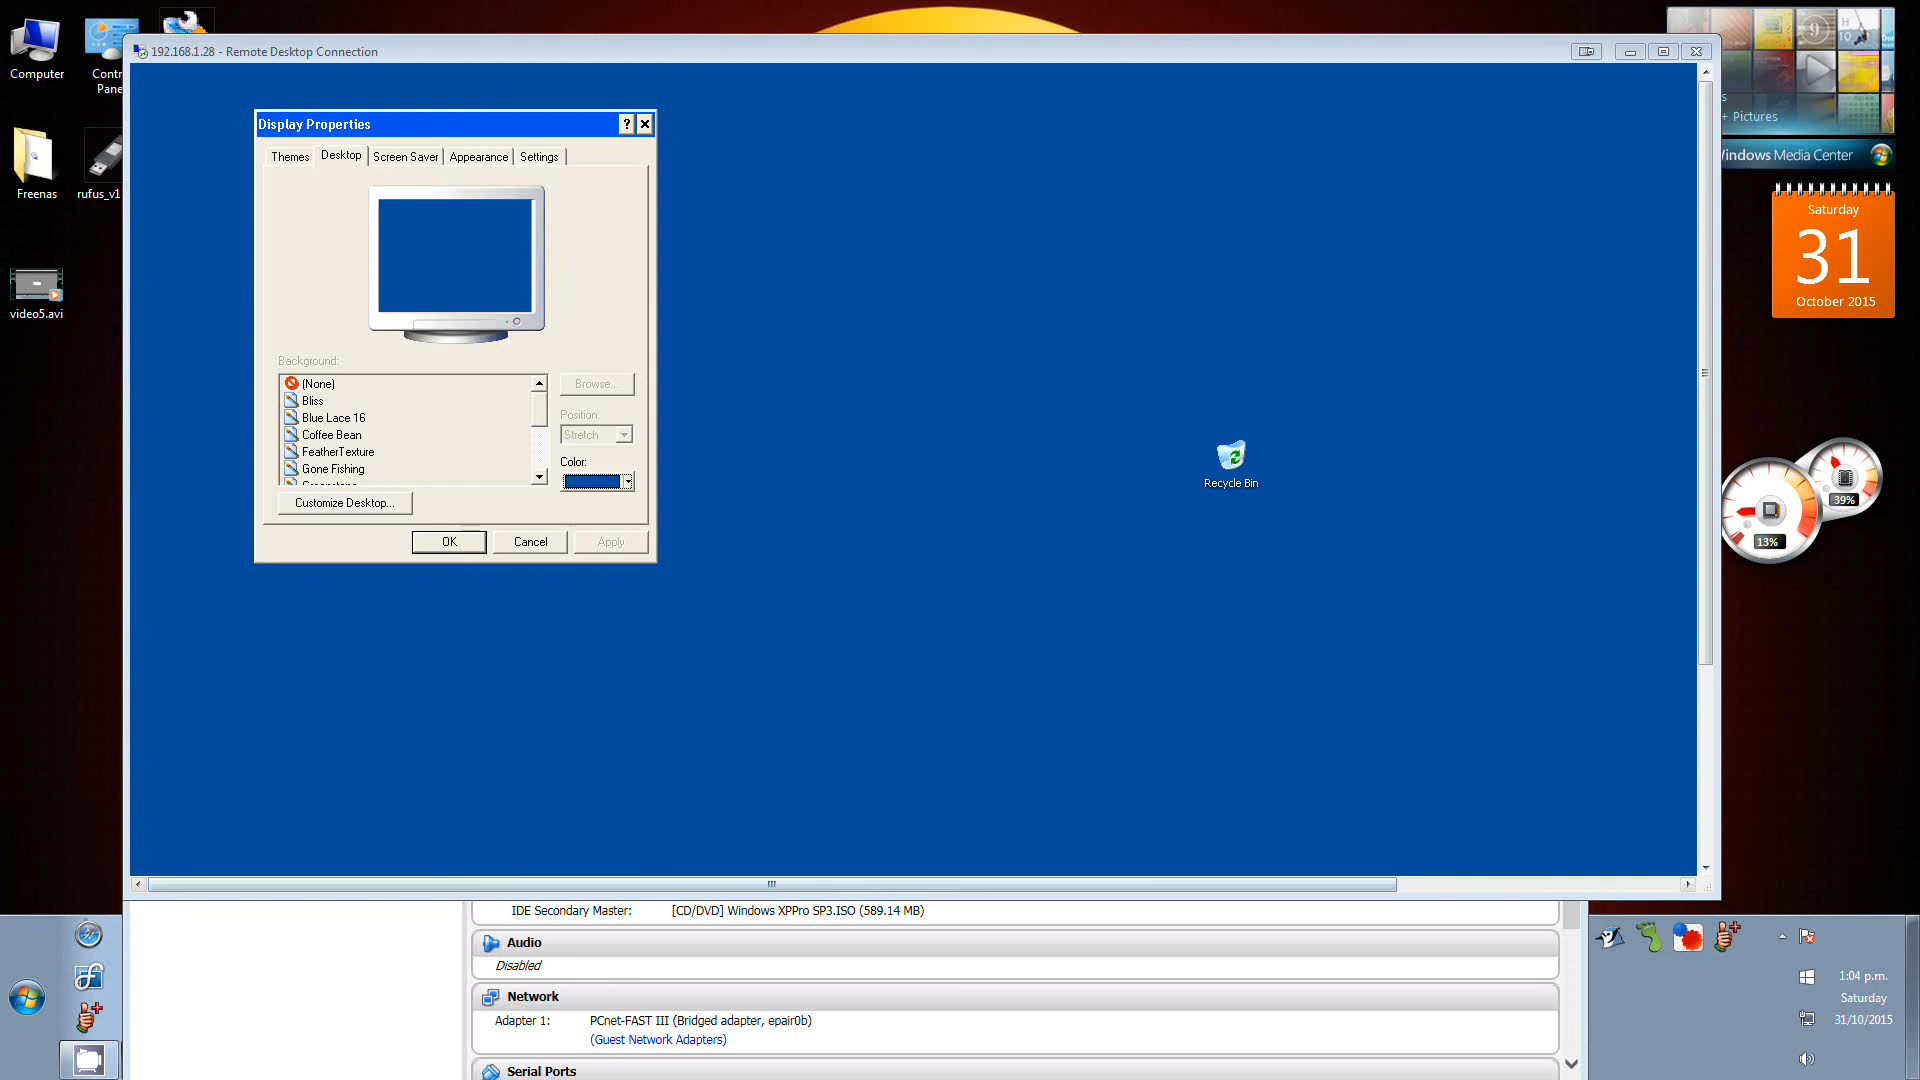 Computer
Contr
Pane
Freenas
rufus_v1
video5.avi
192.168.1.28 - Remote Desktop Connection
Display Properties
Themes
Desktop
Screen Saver
Appearance
Settings
Background:
(None)
Bliss
Blue Lace 16
Coffee Bean
FeatherTexture
Gone Fishing
Browse...
Position:
Stretch
Color:
Customize Desktop...
OK
Cancel
Apply
Recycle Bin
+ Pictures
Windows Media Center
Saturday
31
October 2015
39%
13%
IDE Secondary Master: [CD/DVD] Windows XPPro SP3.ISO (589.14 MB)
Audio
Disabled
Network
Adapter 1: PCnet-FAST III (Bridged adapter, epair0b)
(Guest Network Adapters)
Serial Ports
1:04 p.m.
Saturday
31/10/2015